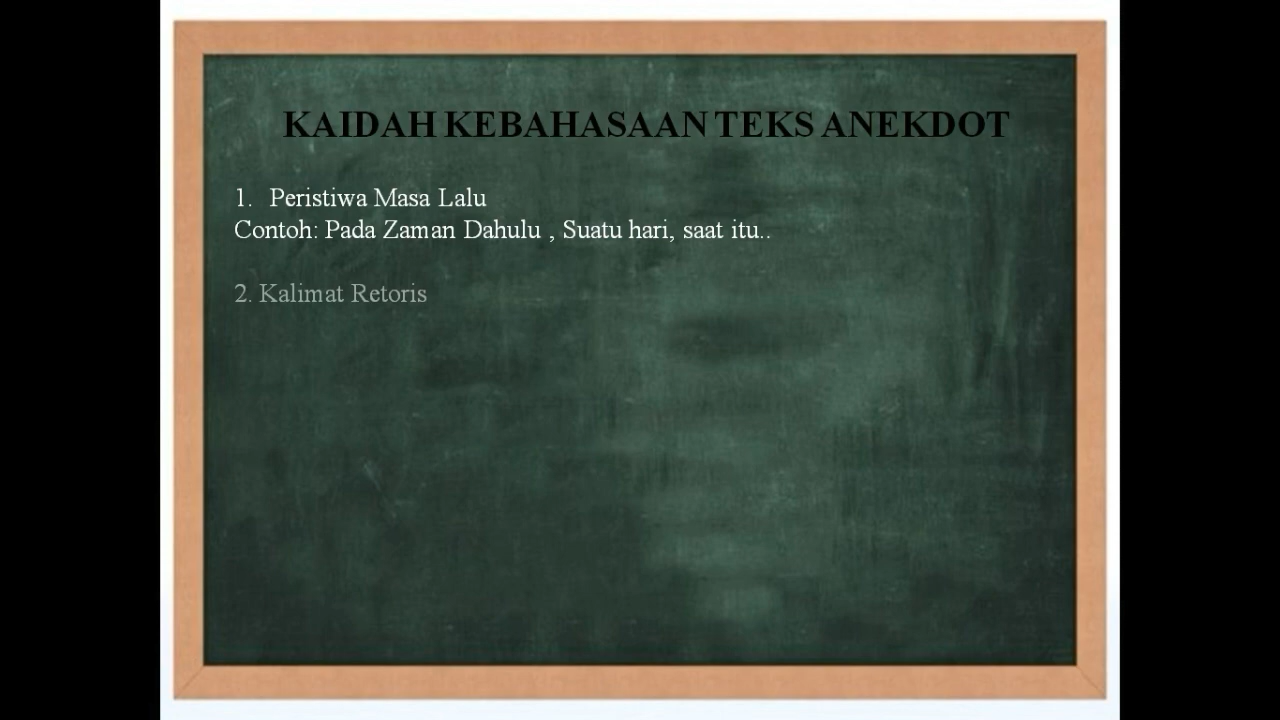 KAIDAH KEBAHASAAN TEKS ANEKDOT
1. Peristiwa Masa Lalu
Contoh: Pada Zaman Dahulu , Suatu hari, saat itu..
2. Kalimat Retoris